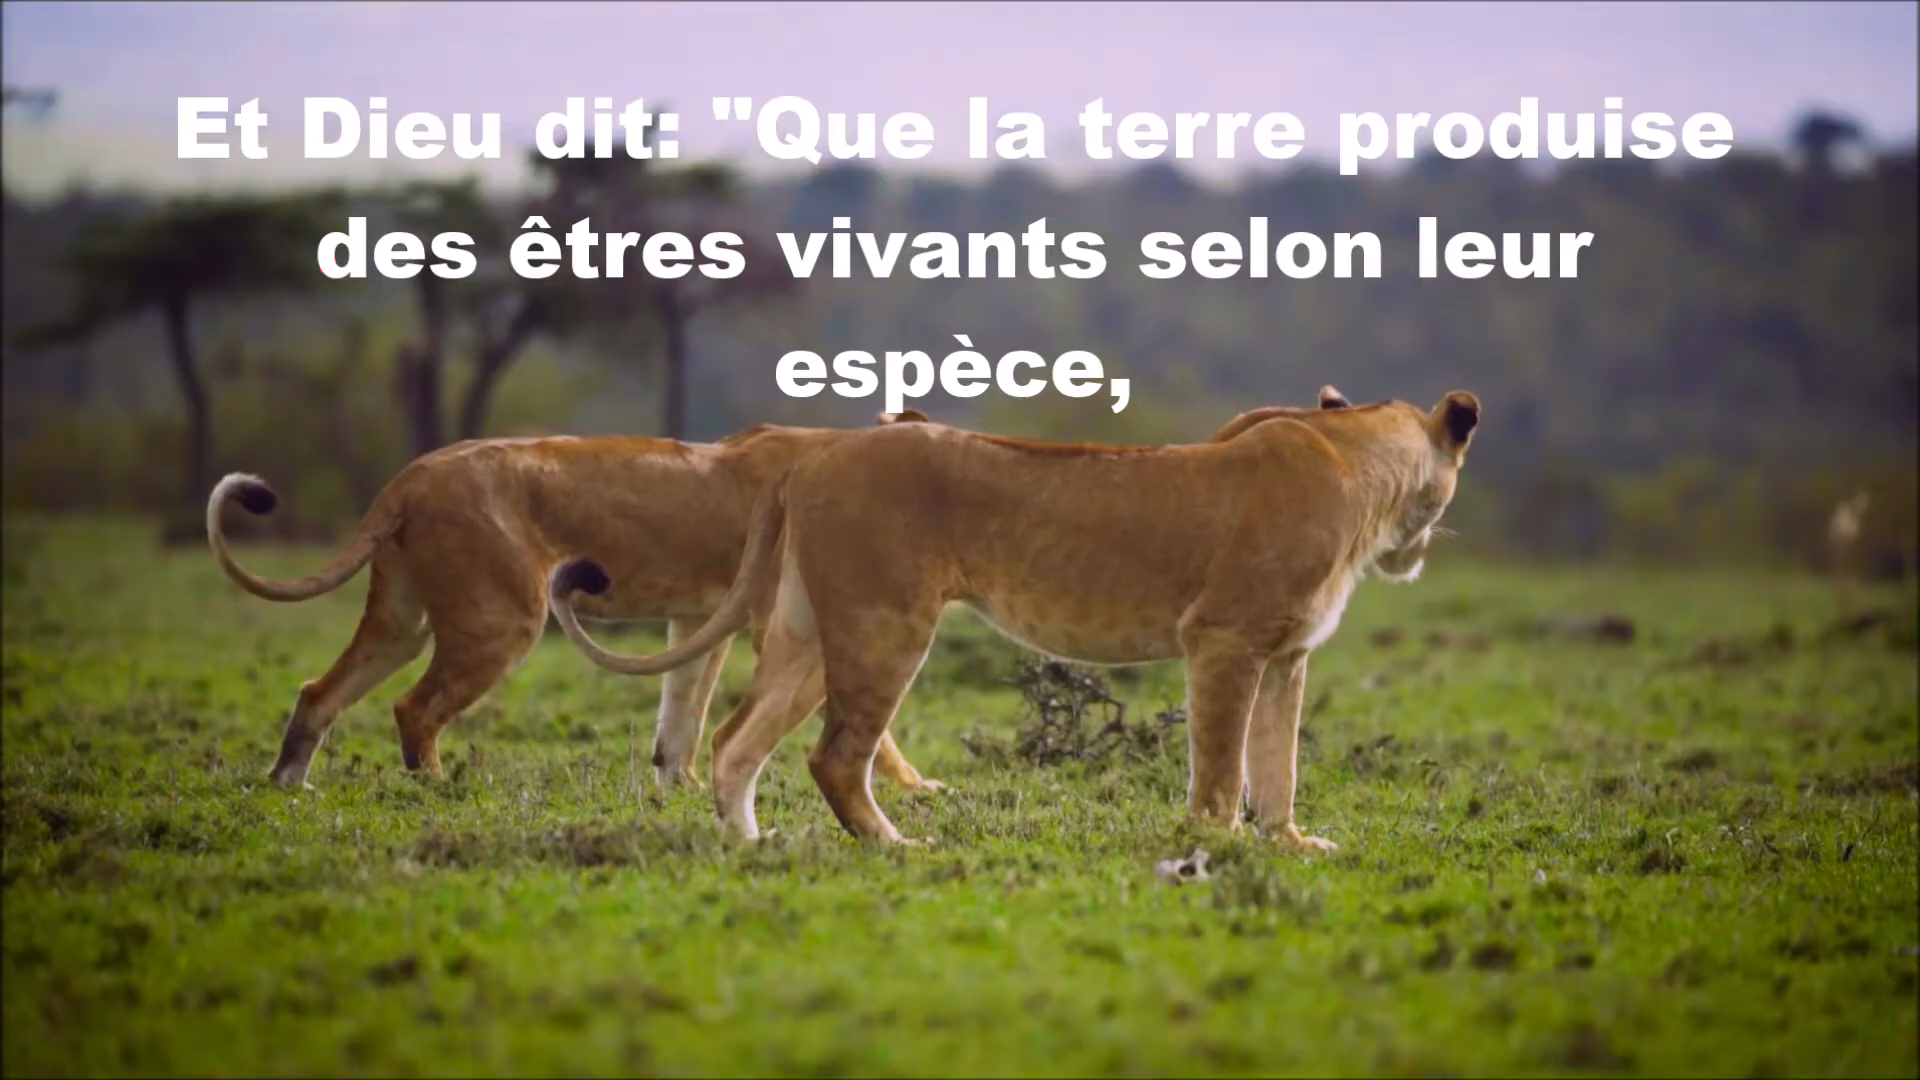 Et Dieu dit: "Que la terre produise
des êtres vivants selon leur
espèce,